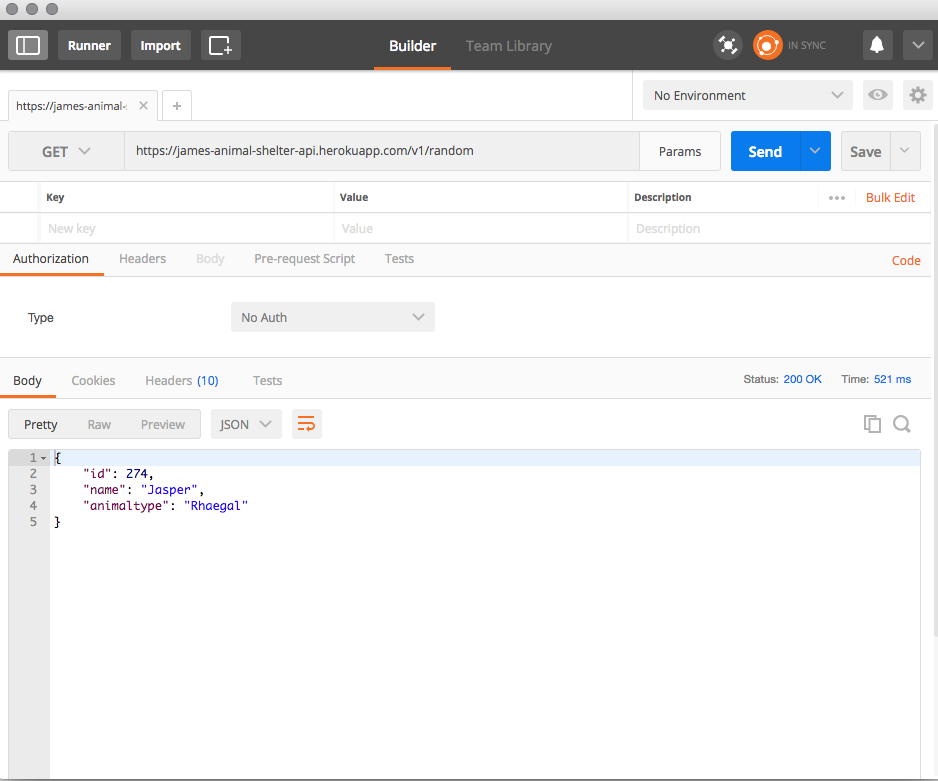 Runner Import Builder Team Library IN SYNC
https://james-animal- No Environment
GET https://james-animal-shelter-api.herokuapp.com/v1/random Params Send Save
Key Value Description Bulk Edit
New key Value Description
Authorization Headers Body Pre-request Script Tests Code
Type No Auth
Body Cookies Headers (10) Tests Status: 200 OK Time: 521 ms
Pretty Raw Preview JSON
1 {
2 "id": 274,
3 "name": "Jasper",
4 "animaltype": "Rhaegal"
5 }